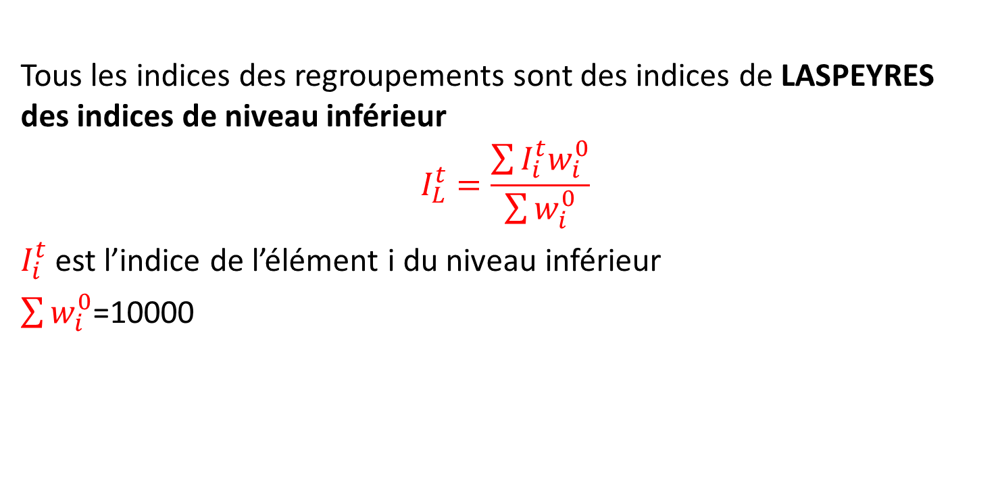 Tous les indices des regroupements sont des indices de LASPEYRES
des indices de niveau inférieur
I_L^t = \frac{\sum I_i^t w_i^0}{\sum w_i^0}
I_i^t est l’indice de l’élément i du niveau inférieur
\sum w_i^0=10000